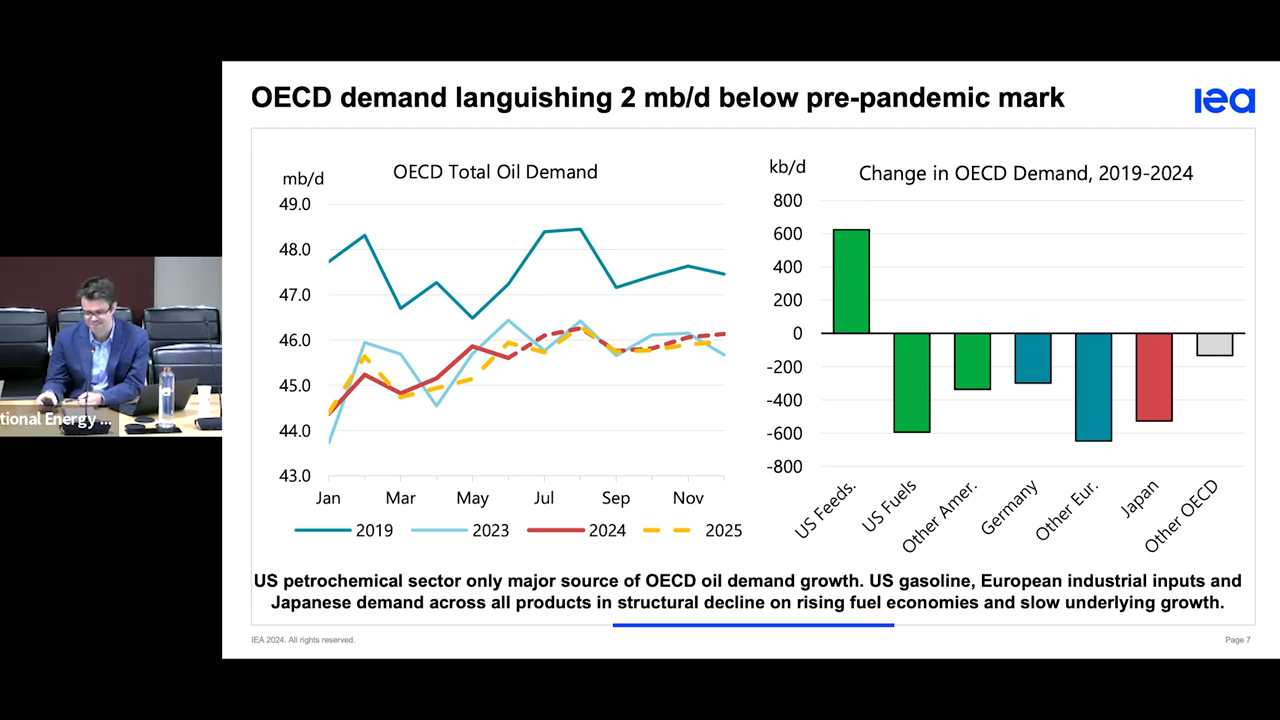 OECD demand languishing 2 mb/d below pre-pandemic mark
iea
mb/d
OECD Total Oil Demand
49.0
48.0
47.0
46.0
45.0
44.0
43.0
Jan
Mar
May
Jul
Sep
Nov
2019
2023
2024
2025
kb/d
Change in OECD Demand, 2019-2024
800
600
400
200
0
-200
-400
-600
-800
US Feeds.
US Fuels
Other Amer.
Germany
Other Eur.
Japan
Other OECD
US petrochemical sector only major source of OECD oil demand growth. US gasoline, European industrial inputs and
Japanese demand across all products in structural decline on rising fuel economies and slow underlying growth.
IEA 2024. All rights reserved.
Page 7
tional Energy ...